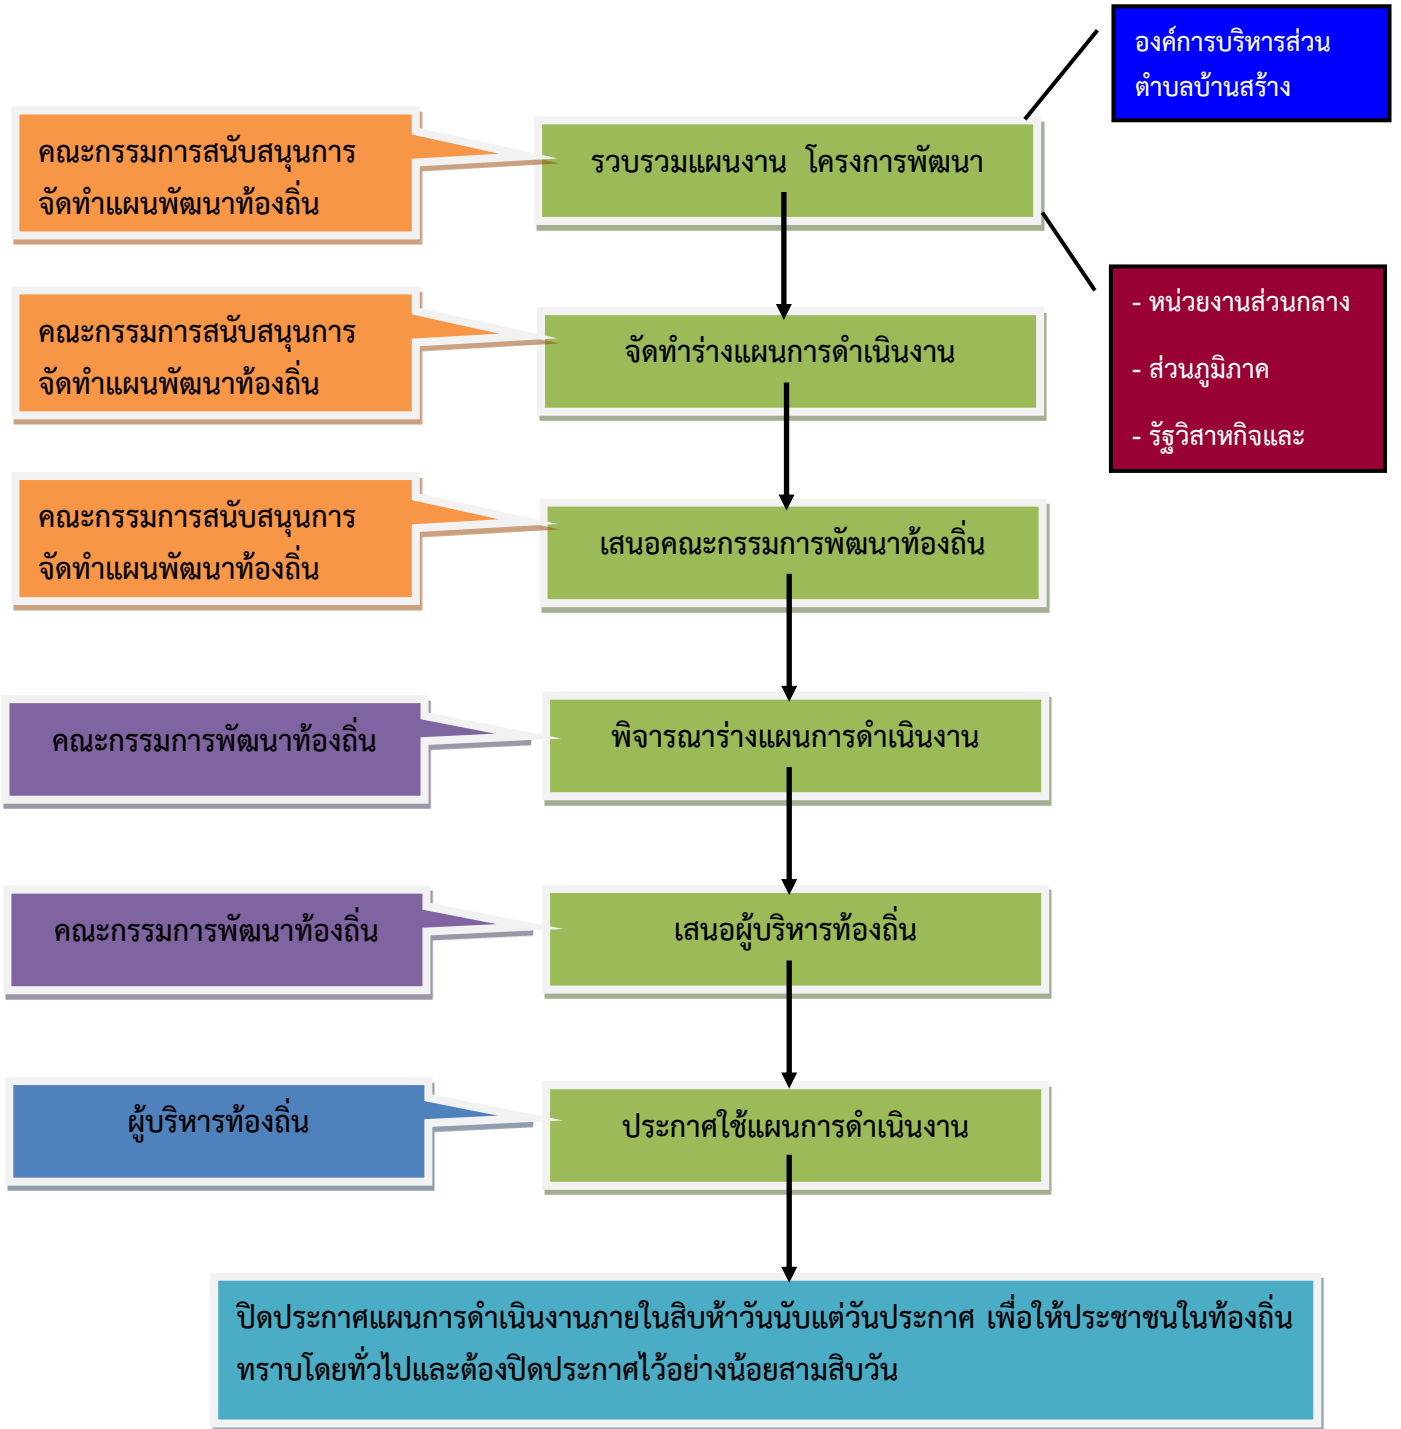 องค์การบริหารส่วน
ตำบลบ้านสร้าง
คณะกรรมการสนับสนุนการ
จัดทำแผนพัฒนาท้องถิ่น
รวบรวมแผนงาน โครงการพัฒนา
- หน่วยงานส่วนกลาง
- ส่วนภูมิภาค
- รัฐวิสาหกิจและ
คณะกรรมการสนับสนุนการ
จัดทำแผนพัฒนาท้องถิ่น
จัดทำร่างแผนการดำเนินงาน
คณะกรรมการสนับสนุนการ
จัดทำแผนพัฒนาท้องถิ่น
เสนอคณะกรรมการพัฒนาท้องถิ่น
คณะกรรมการพัฒนาท้องถิ่น
พิจารณาร่างแผนการดำเนินงาน
คณะกรรมการพัฒนาท้องถิ่น
เสนอผู้บริหารท้องถิ่น
ผู้บริหารท้องถิ่น
ประกาศใช้แผนการดำเนินงาน
ปิดประกาศแผนการดำเนินงานภายในสิบห้าวันนับแต่วันประกาศ เพื่อให้ประชาชนในท้องถิ่น
ทราบโดยทั่วไปและต้องปิดประกาศไว้อย่างน้อยสามสิบวัน